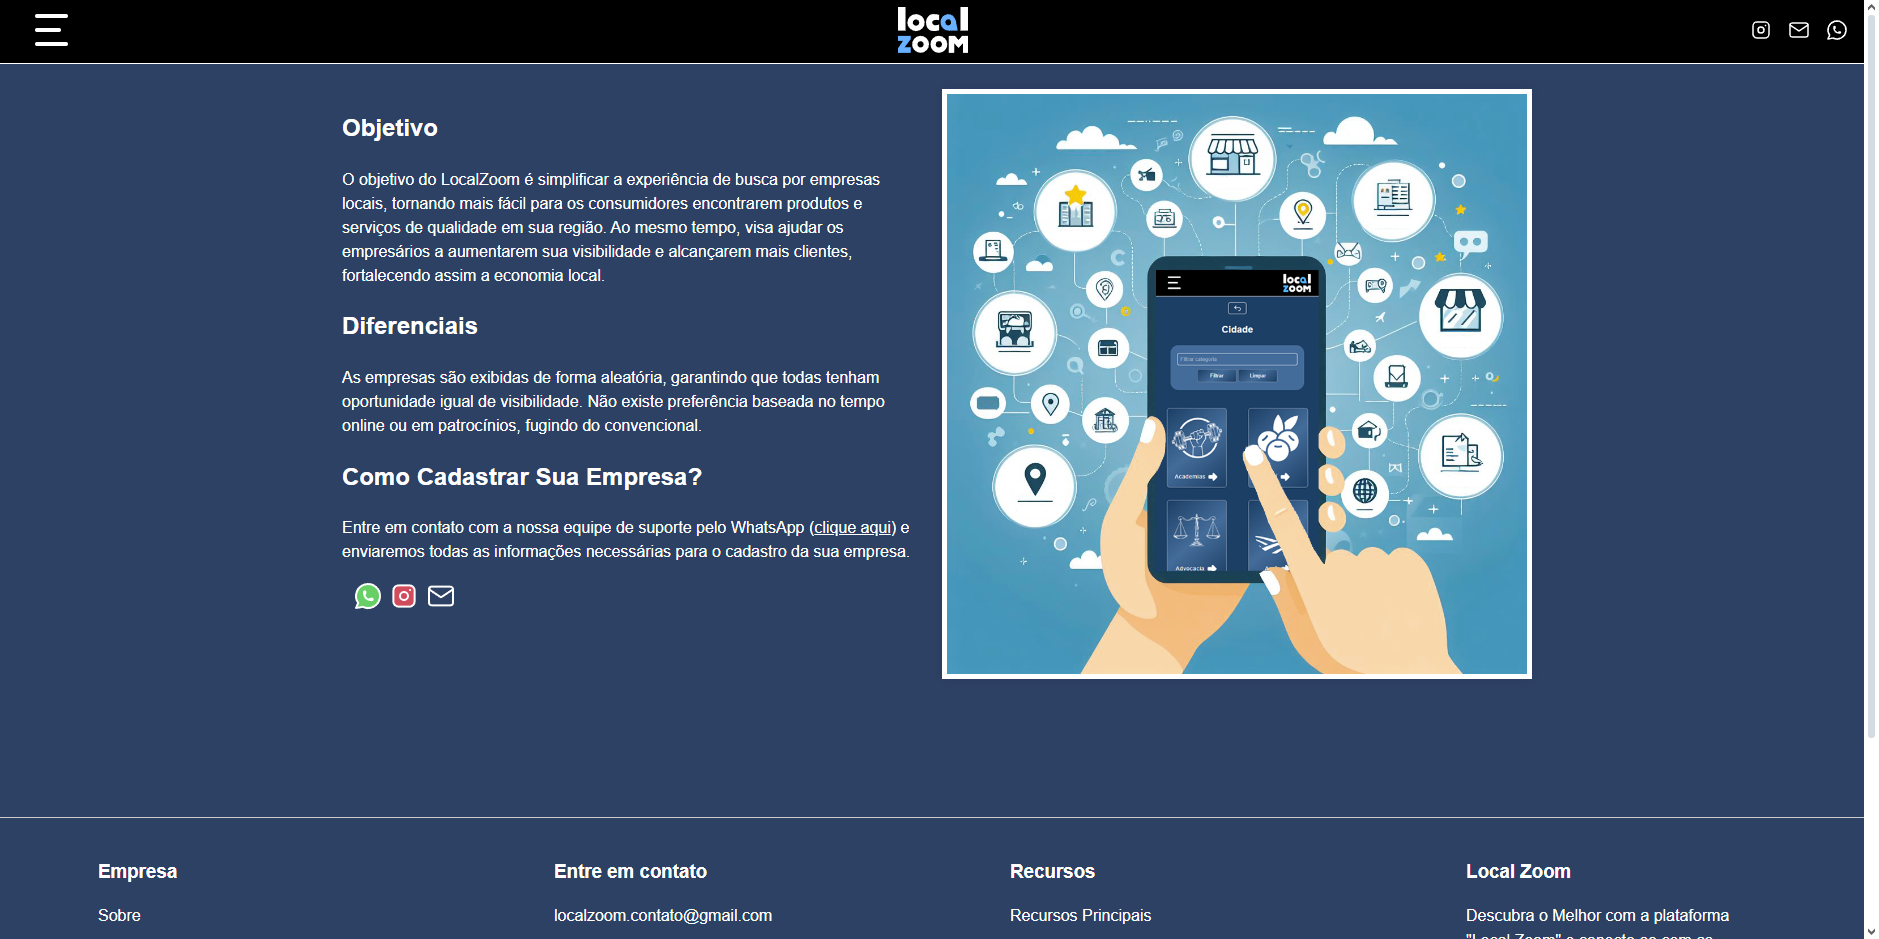 local
zoom
Objetivo
O objetivo do LocalZoom é simplificar a experiência de busca por empresas
locais, tornando mais fácil para os consumidores encontrarem produtos e
serviços de qualidade em sua região. Ao mesmo tempo, visa ajudar os
empresários a aumentarem sua visibilidade e alcançarem mais clientes,
fortalecendo assim a economia local.
Diferenciais
As empresas são exibidas de forma aleatória, garantindo que todas tenham
oportunidade igual de visibilidade. Não existe preferência baseada no tempo
online ou em patrocínios, fugindo do convencional.
Como Cadastrar Sua Empresa?
Entre em contato com a nossa equipe de suporte pelo WhatsApp (clique aqui) e
enviaremos todas as informações necessárias para o cadastro da sua empresa.
local
zoom
Cidade
Filtrar categoria
Filtrar Limpar
Academias
Advocacia
Empresa
Sobre
Entre em contato
localzoom.contato@gmail.com
Recursos
Recursos Principais
Local Zoom
Descubra o Melhor com a plataforma
"Local Zoom" e